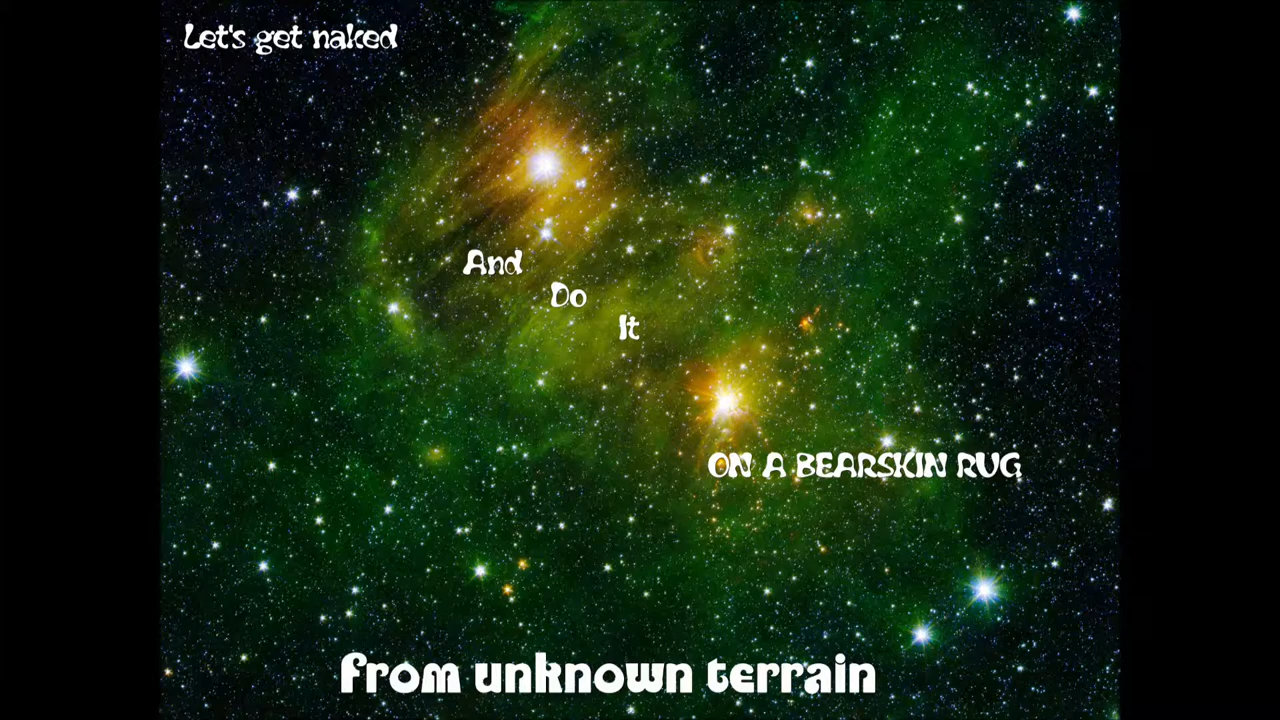 Let's get naked
And
Do
It
ON A BEARSKIN RUG
from unknown terrain